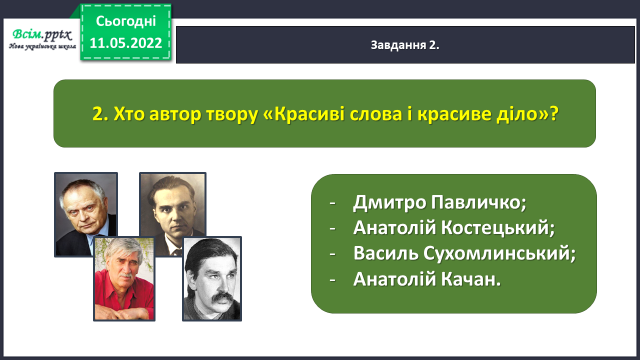 Всім.pptx
Нова українська школа
Сьогодні
11.05.2022
Завдання 2.
2. Хто автор твору «Красиві слова і красиве діло»?
- Дмитро Павличко;
- Анатолій Костецький;
- Василь Сухомлинський;
- Анатолій Качан.